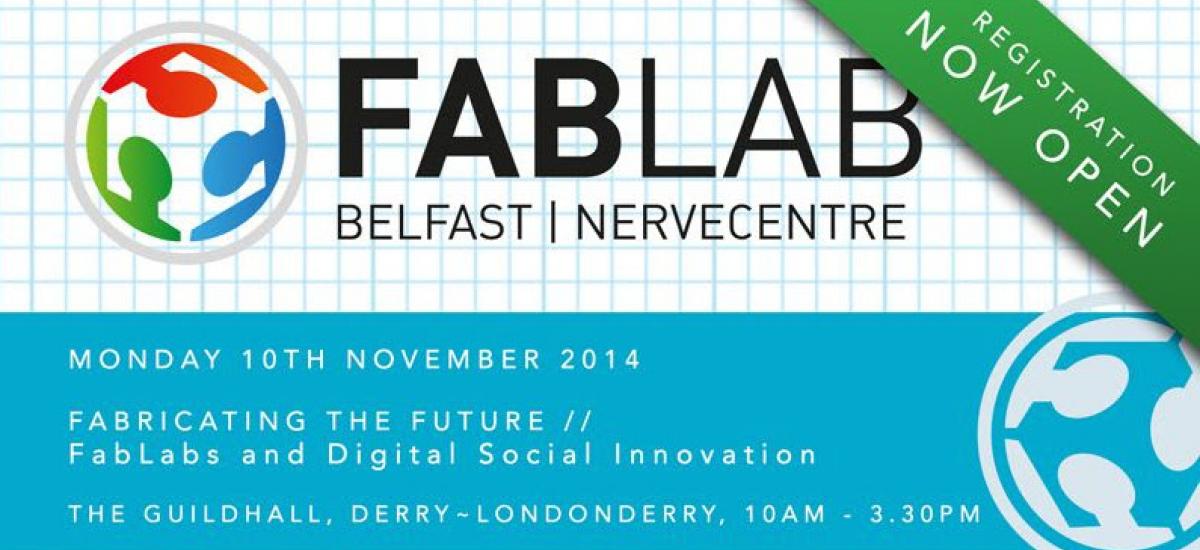 FABLAB
BELFAST | NERVECENTRE
REGISTRATION
NOW OPEN
MONDAY 10TH NOVEMBER 2014
FABRICATING THE FUTURE //
FabLabs and Digital Social Innovation
THE GUILDHALL, DERRY~LONDONDERRY, 10AM - 3.30PM